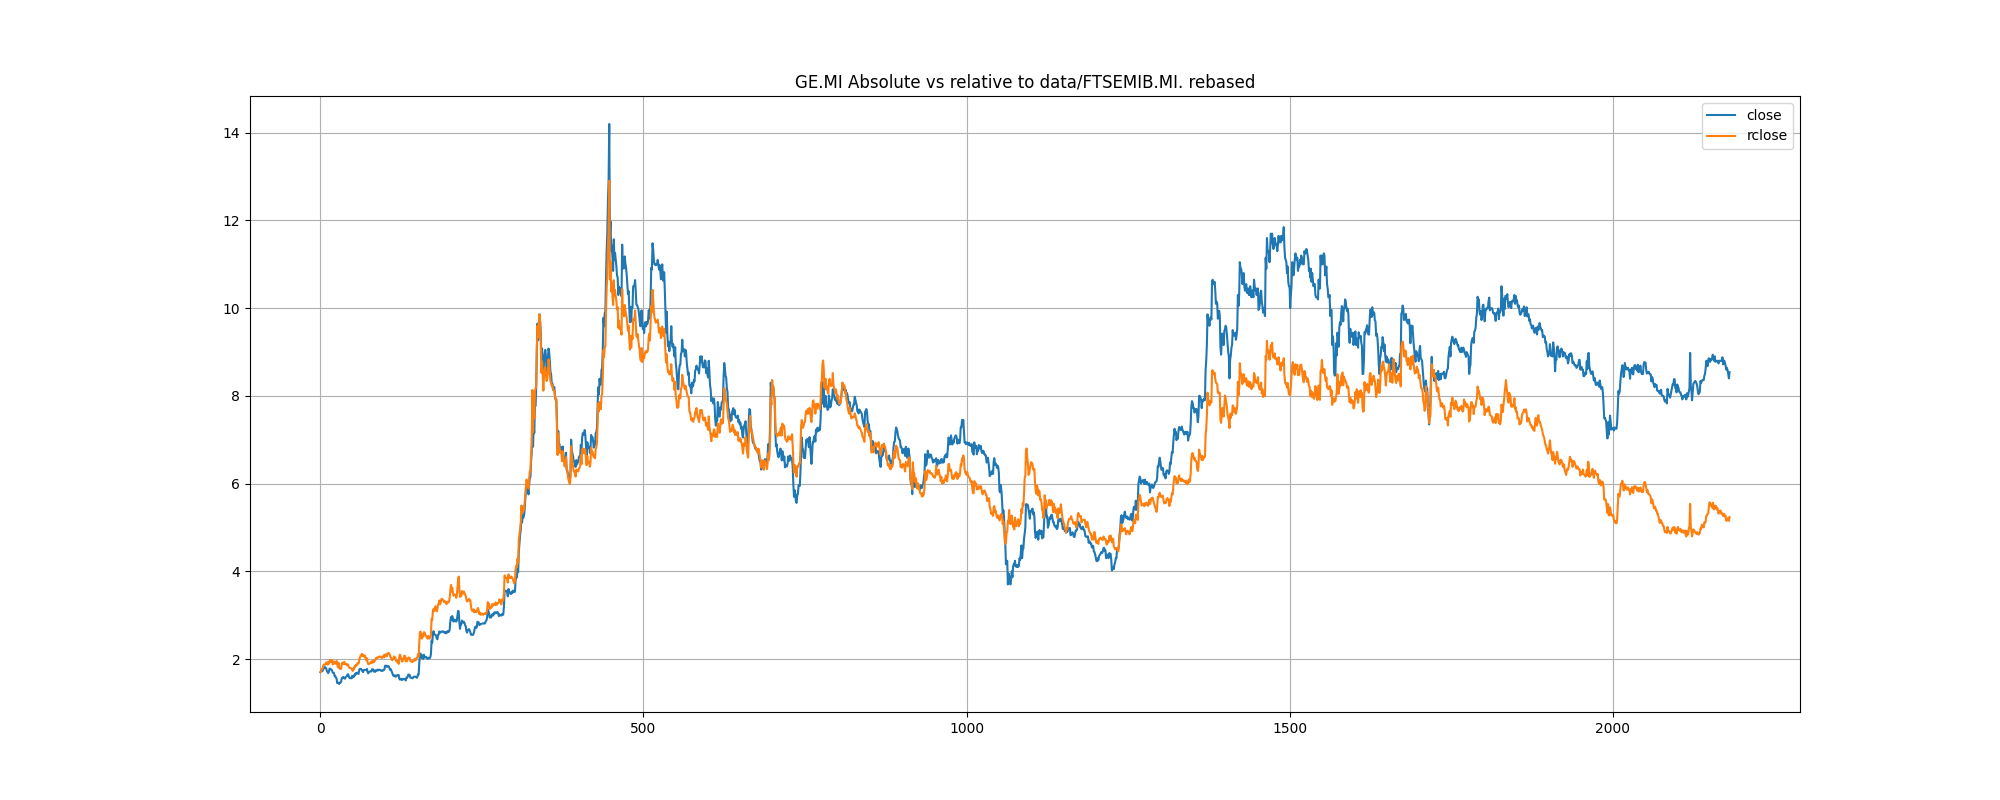 GE.MI Absolute vs relative to data/FTSEMIB.MI. rebased
close
rclose
14
12
10
8
6
4
2
0 500 1000 1500 2000